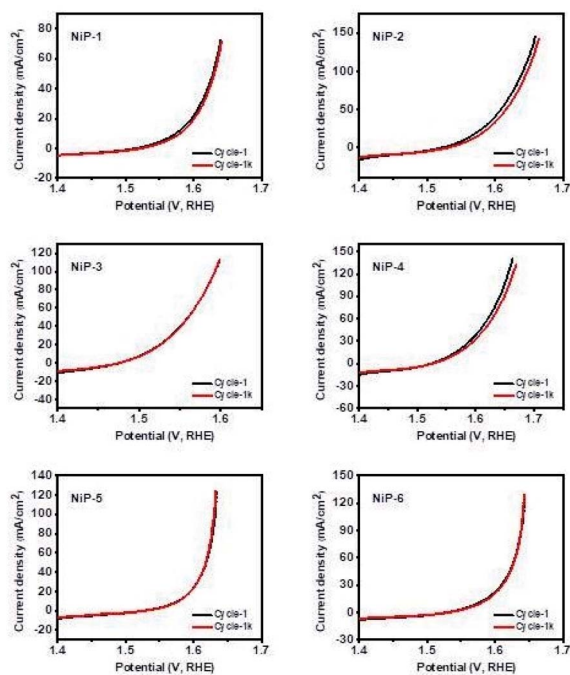 NiP-1
Current density (mA/cm²)
80
60
40
20
0
-20
1.4
1.5
1.6
1.7
Potential (V, RHE)
Cycle-1
Cycle-1k
NiP-2
Current density (mA/cm²)
150
100
50
0
1.4
1.5
1.6
1.7
Potential (V, RHE)
Cycle-1
Cycle-1k
NiP-3
Current density (mA/cm²)
120
100
80
60
40
20
0
-20
-40
1.4
1.5
1.6
Potential (V, RHE)
Cycle-1
Cycle-1k
NiP-4
Current density (mA/cm²)
150
120
90
60
30
0
-30
-60
1.4
1.5
1.6
1.7
Potential (V, RHE)
Cycle-1
Cycle-1k
NiP-5
Current density (mA/cm²)
140
120
100
80
60
40
20
0
-20
1.4
1.5
1.6
1.7
Potential (V, RHE)
Cycle-1
Cycle-1k
NiP-6
Current density (mA/cm²)
150
120
90
60
30
0
-30
1.4
1.5
1.6
1.7
Potential (V, RHE)
Cycle-1
Cycle-1k